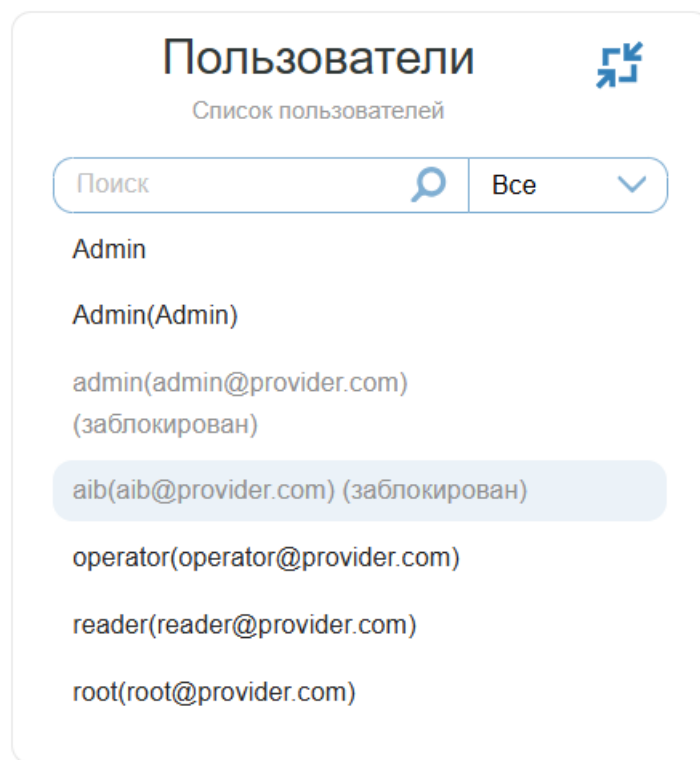 Пользователи
Список пользователей
Поиск
Все
Admin
Admin(Admin)
admin(admin@provider.com)
(заблокирован)
aib(aib@provider.com) (заблокирован)
operator(operator@provider.com)
reader(reader@provider.com)
root(root@provider.com)